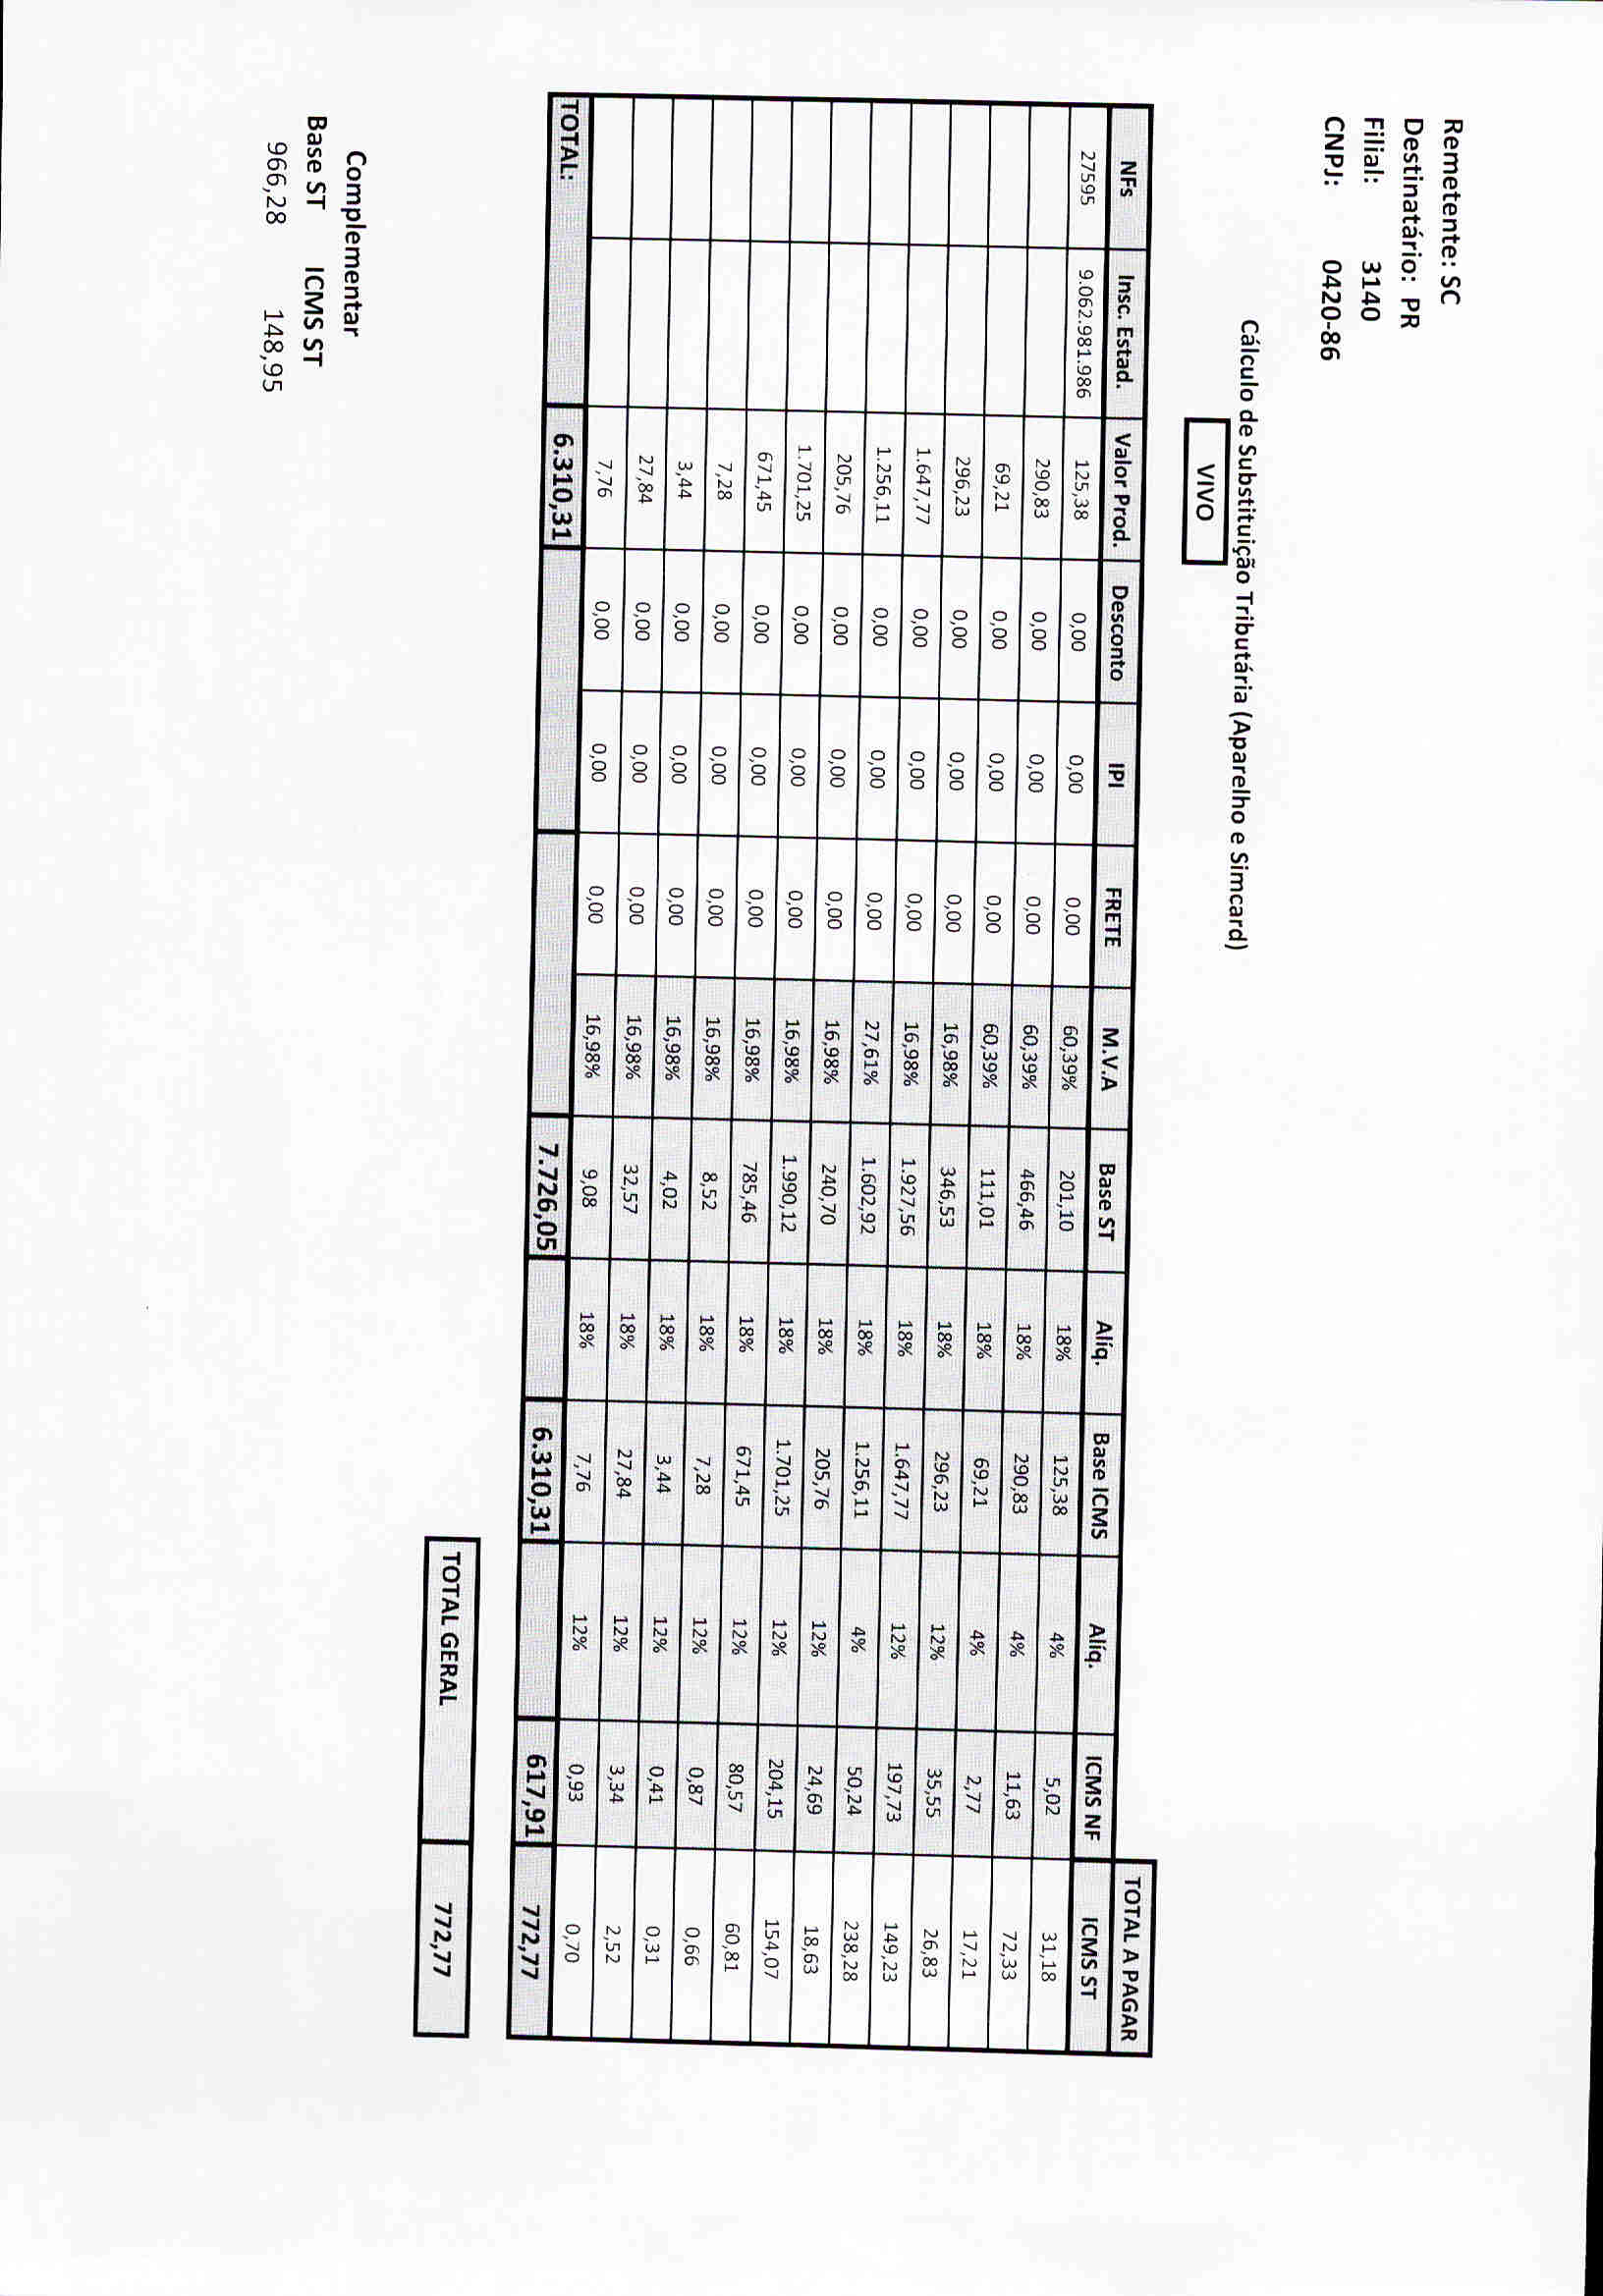 Remetente: SC
Destinatário: PR
Filial: 3140
CNPJ: 0420-86
Cálculo de Substituição Tributária (Aparelho e Simcard)
VIVO
TOTAL A PAGAR
NFs Insc. Estad. Valor Prod. Desconto IPI FRETE M.V.A Base ST Alíq. Base ICMS Alíq. ICMS NF ICMS ST
27595 9.062.981.986 125,38 0,00 0,00 0,00 60,39% 201,10 18% 125,38 4% 5,02 31,18
290,83 0,00 0,00 0,00 60,39% 466,46 18% 290,83 4% 11,63 72,33
69,21 0,00 0,00 0,00 60,39% 111,01 18% 69,21 4% 2,77 17,21
296,23 0,00 0,00 0,00 16,98% 346,53 18% 296,23 12% 35,55 26,83
1.647,77 0,00 0,00 0,00 16,98% 1.927,56 18% 1.647,77 12% 197,73 149,23
1.256,11 0,00 0,00 0,00 27,61% 1.602,92 18% 1.256,11 4% 50,24 238,28
205,76 0,00 0,00 0,00 16,98% 240,70 18% 205,76 12% 24,69 18,63
1.701,25 0,00 0,00 0,00 16,98% 1.990,12 18% 1.701,25 12% 204,15 154,07
671,45 0,00 0,00 0,00 16,98% 785,46 18% 671,45 12% 80,57 60,81
7,28 0,00 0,00 0,00 16,98% 8,52 18% 7,28 12% 0,87 0,66
3,44 0,00 0,00 0,00 16,98% 4,02 18% 3,44 12% 0,41 0,31
27,84 0,00 0,00 0,00 16,98% 32,57 18% 27,84 12% 3,34 2,52
7,76 0,00 0,00 0,00 16,98% 9,08 18% 7,76 12% 0,93 0,70
TOTAL: 6.310,31 7.726,05 6.310,31 617,91 772,77
TOTAL GERAL 772,77
Complementar
Base ST ICMS ST
966,28 148,95